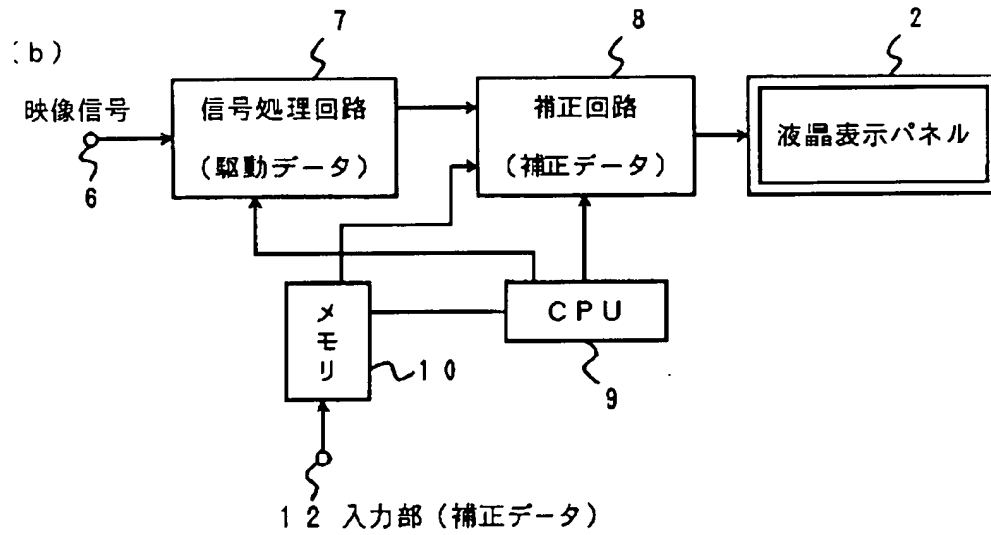 (b)
7
8
2
映像信号
6
信号処理回路
(駆動データ)
補正回路
(補正データ)
液晶表示パネル
メモリ
10
CPU
9
12 入力部(補正データ)